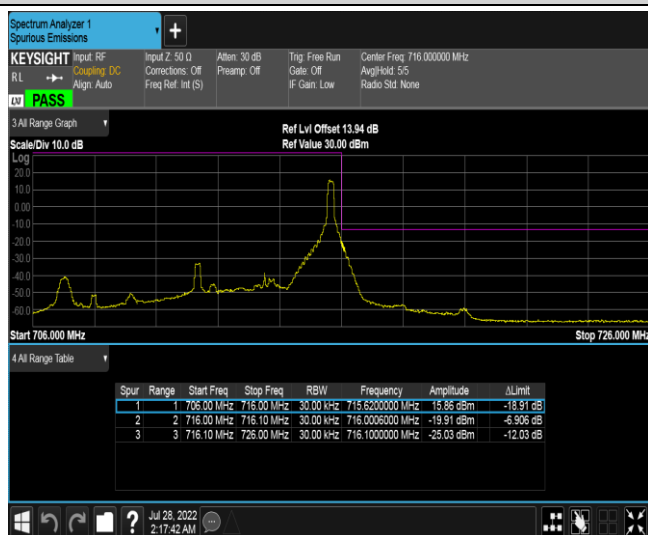 Spectrum Analyzer 1
Spurious Emissions
+
KEYSIGHT Input: RF Input Z: 50 Ω Atten: 30 dB Trig: Free Run Center Freq: 716.000000 MHz
RL Coupling: DC Corrections: Off Preamp: Off Gate: Off Avg|Hold: 5/5
Align: Auto Freq Ref: Int (S) IF Gain: Low Radio Std: None
LXI PASS
3 All Range Graph
Ref Lvl Offset 13.94 dB
Scale/Div 10.0 dB Ref Value 30.00 dBm
Log
20.0
10.0
0.00
-10.0
-20.0
-30.0
-40.0
-50.0
-60.0
Start 706.000 MHz Stop 726.000 MHz
4 All Range Table
Spur Range Start Freq Stop Freq RBW Frequency Amplitude ΔLimit
1 1 706.00 MHz 716.00 MHz 30.00 kHz 715.6200000 MHz 15.86 dBm -18.91 dB
2 2 716.00 MHz 716.10 MHz 30.00 kHz 716.0006000 MHz -19.91 dBm -6.906 dB
3 3 716.10 MHz 726.00 MHz 30.00 kHz 716.1000000 MHz -25.03 dBm -12.03 dB
? Jul 28, 2022
2:17:42 AM